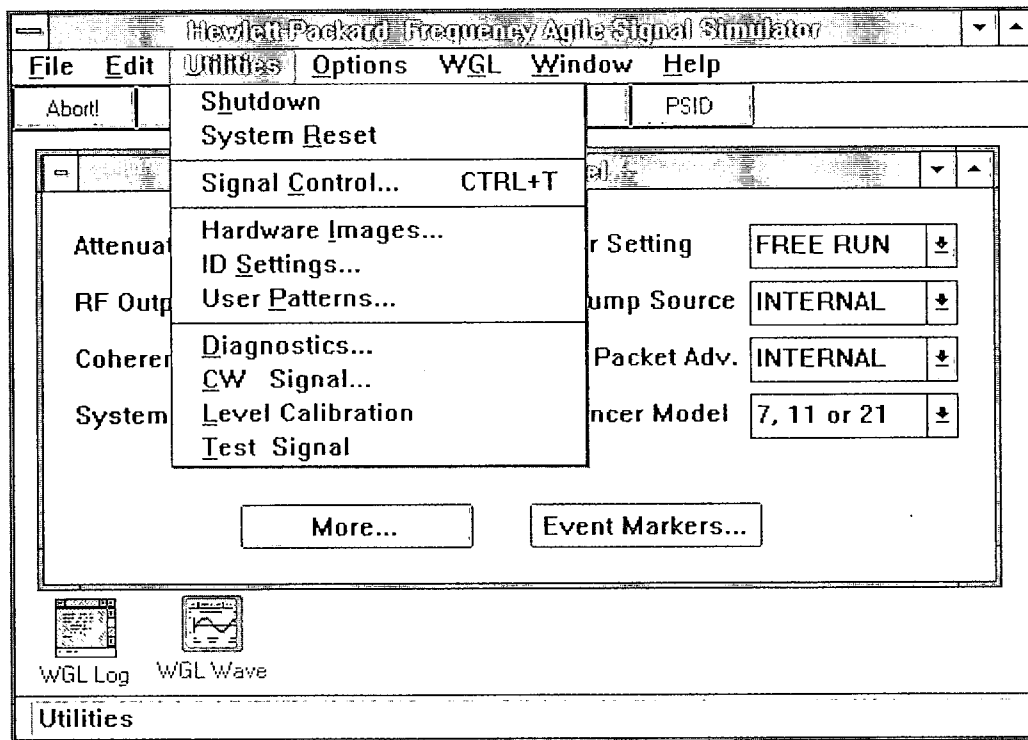 Hewlett-Packard Frequency Agile Signal Simulator
File Edit Utilities Options WGL Window Help
Abort! PSID
Shutdown
System Reset
Signal Control... CTRL+T
Hardware Images...
ID Settings...
User Patterns...
Diagnostics...
CW Signal...
Level Calibration
Test Signal
Attenuat r Setting FREE RUN
RF Outp ump Source INTERNAL
Coherer Packet Adv. INTERNAL
System ncer Model 7, 11 or 21
More... Event Markers...
WGL Log WGL Wave
Utilities